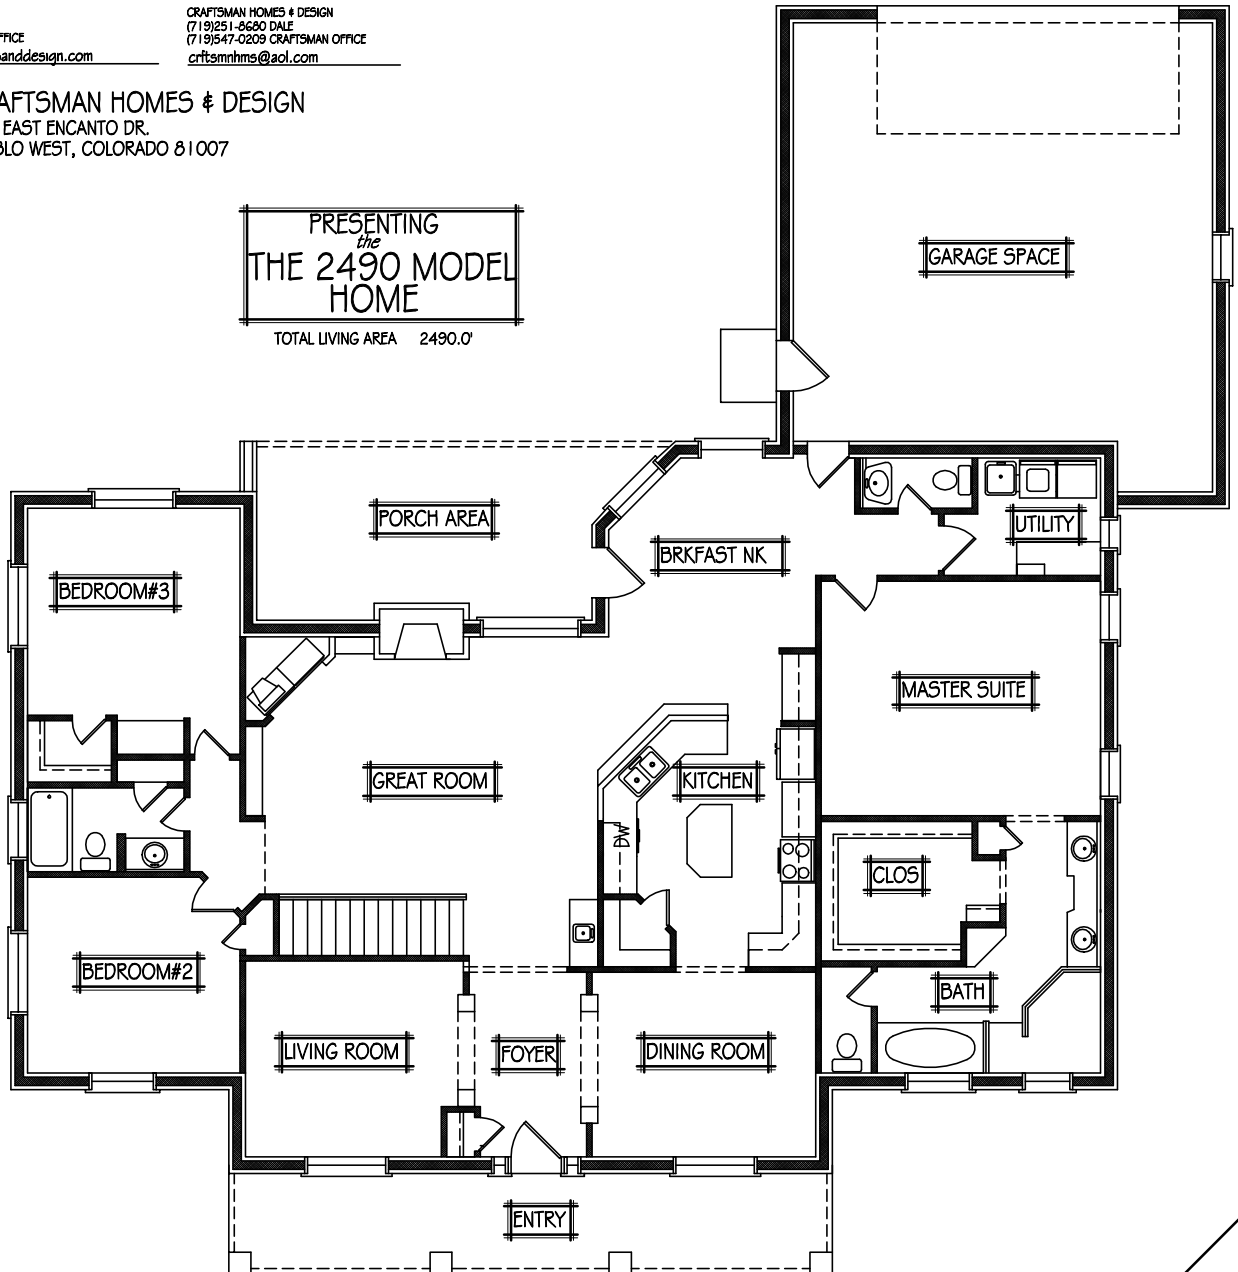 CRAFTSMAN HOMES & DESIGN
(719)251-8680 DALE
(719)547-0209 CRAFTSMAN OFFICE
crftsmnhms@aol.com
FFICE
anddesign.com
AFTSMAN HOMES & DESIGN
EAST ENCANTO DR.
BLO WEST, COLORADO 81007
PRESENTING
the
THE 2490 MODEL
HOME
TOTAL LIVING AREA 2490.0'
GARAGE SPACE
PORCH AREA
UTILITY
BRKFAST NK
BEDROOM#3
MASTER SUITE
GREAT ROOM
KITCHEN
DW
CLOS
BEDROOM#2
BATH
LIVING ROOM
FOYER
DINING ROOM
ENTRY